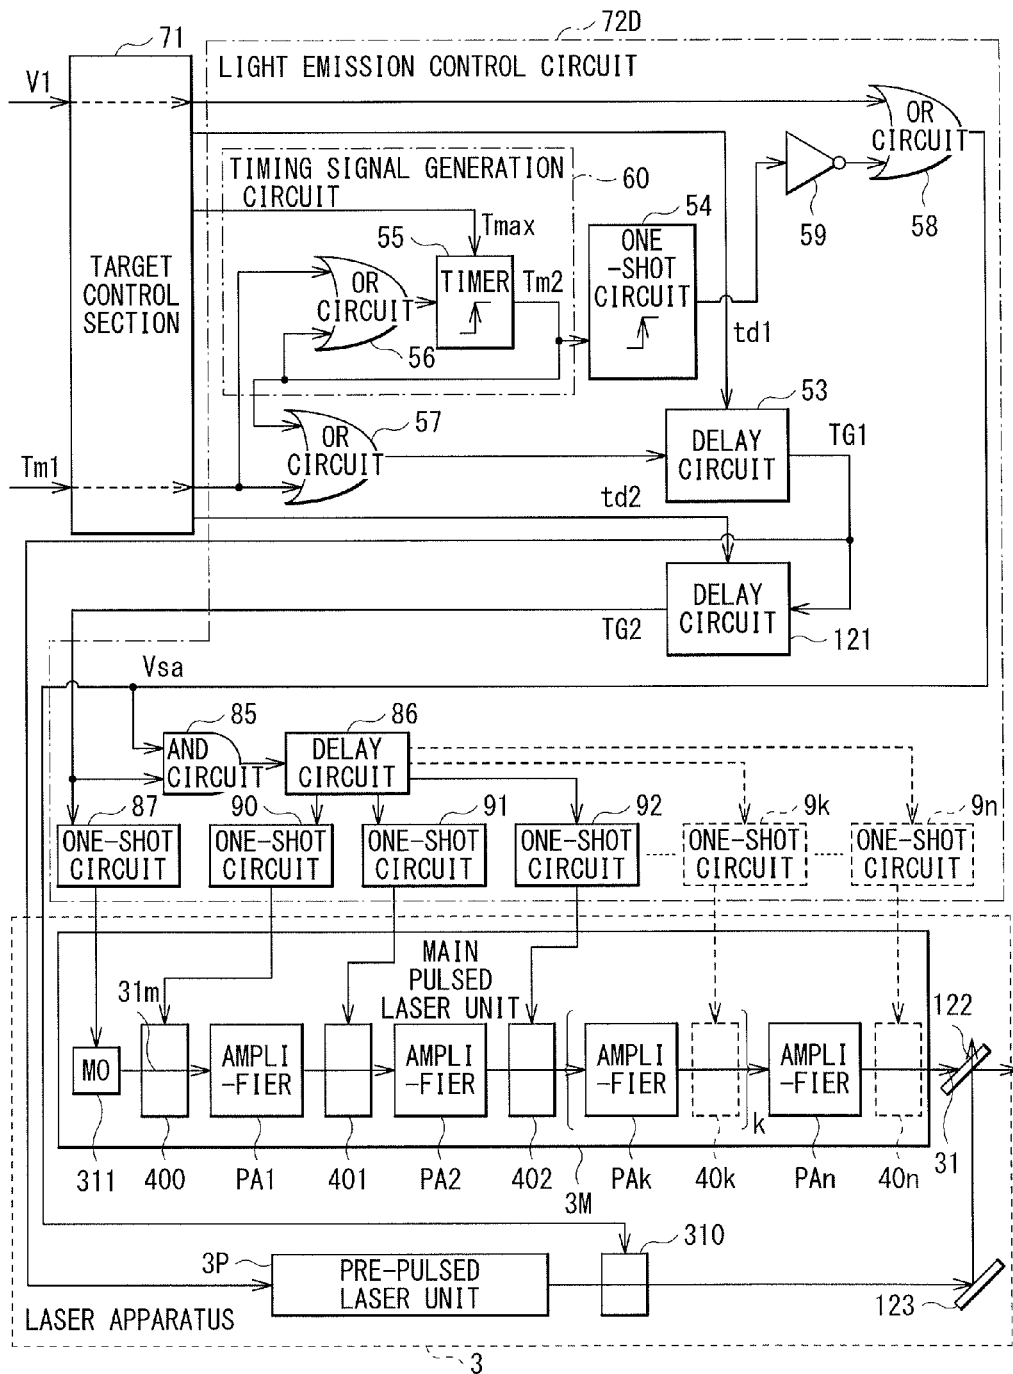 72D
71
LIGHT EMISSION CONTROL CIRCUIT
V1
OR
CIRCUIT
58
59
TIMING SIGNAL GENERATION
CIRCUIT
60
54
ONE
-SHOT
CIRCUIT
Tmax
55
TIMER
Tm2
OR
CIRCUIT
56
TARGET
CONTROL
SECTION
td1
53
57
OR
CIRCUIT
DELAY
CIRCUIT
TG1
Tm1
td2
DELAY
CIRCUIT
121
TG2
Vsa
85
AND
CIRCUIT
86
DELAY
CIRCUIT
87
ONE-SHOT
CIRCUIT
90
ONE-SHOT
CIRCUIT
91
ONE-SHOT
CIRCUIT
92
ONE-SHOT
CIRCUIT
9k
ONE-SHOT
CIRCUIT
9n
ONE-SHOT
CIRCUIT
MAIN
PULSED
LASER UNIT
31m
122
MO
AMPLI
-FIER
AMPLI
-FIER
AMPLI
-FIER
k
AMPLI
-FIER
311
400
PA1
401
PA2
402
3M
PAk
40k
PAn
40n
31
310
3P
PRE-PULSED
LASER UNIT
123
LASER APPARATUS
3